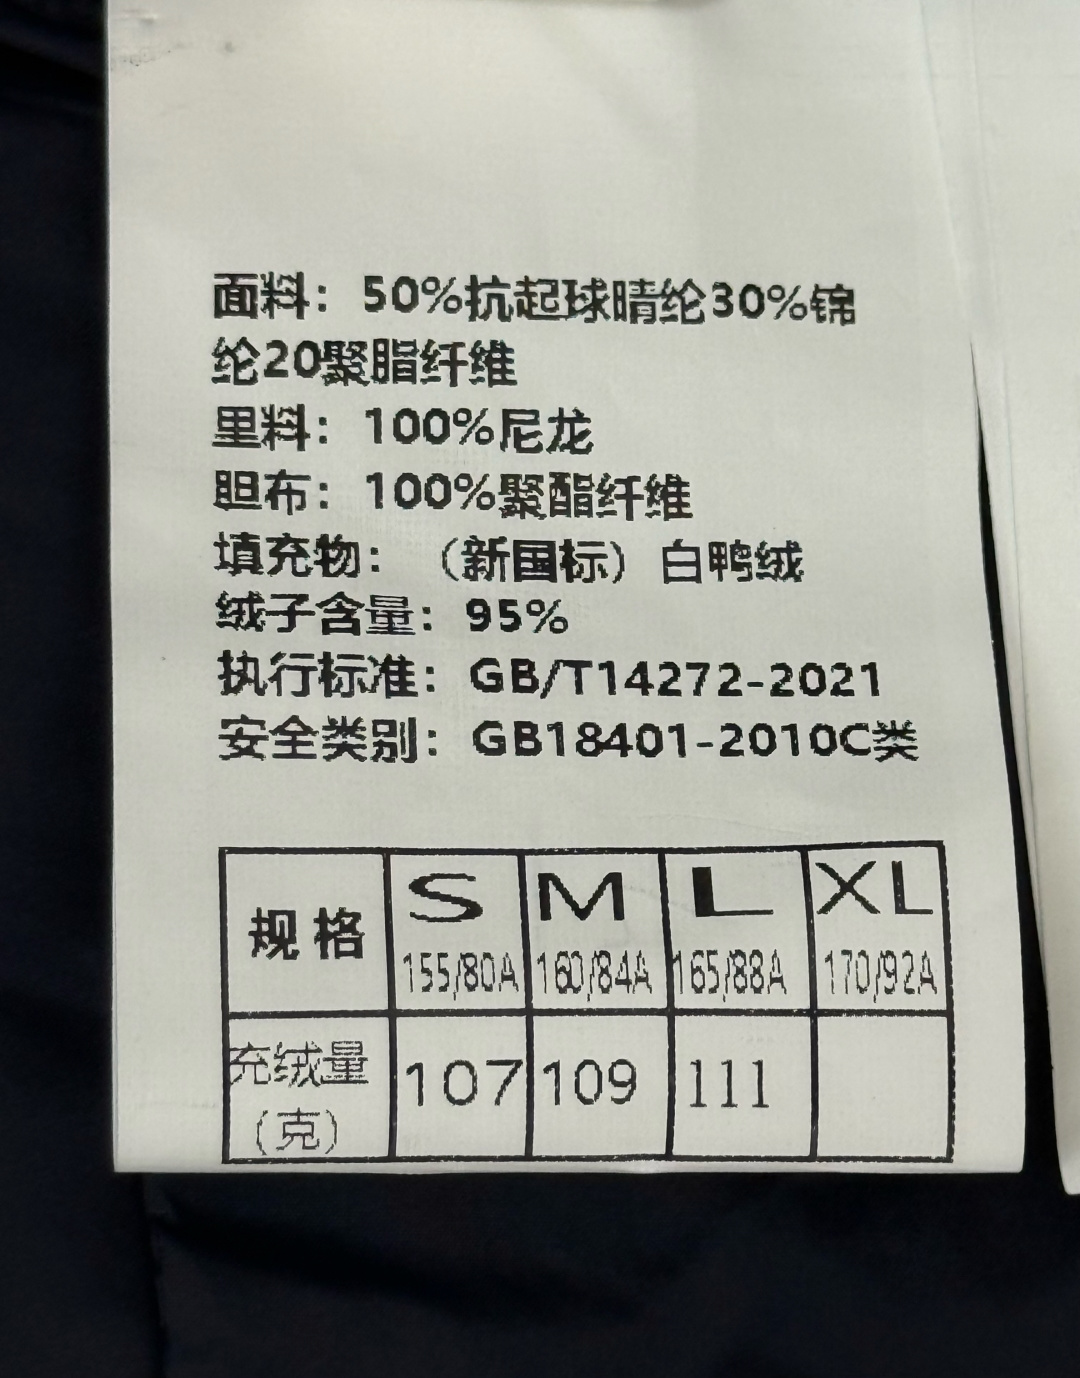 面料：50%抗起球晴纶30%锦
纶20聚脂纤维
里料：100%尼龙
胆布：100%聚酯纤维
填充物：（新国标）白鸭绒
绒子含量：95%
执行标准：GB/T14272-2021
安全类别：GB18401-2010C类
规格 S M L XL
155/80A 160/84A 165/88A 170/92A
充绒量 107 109 111
（克）